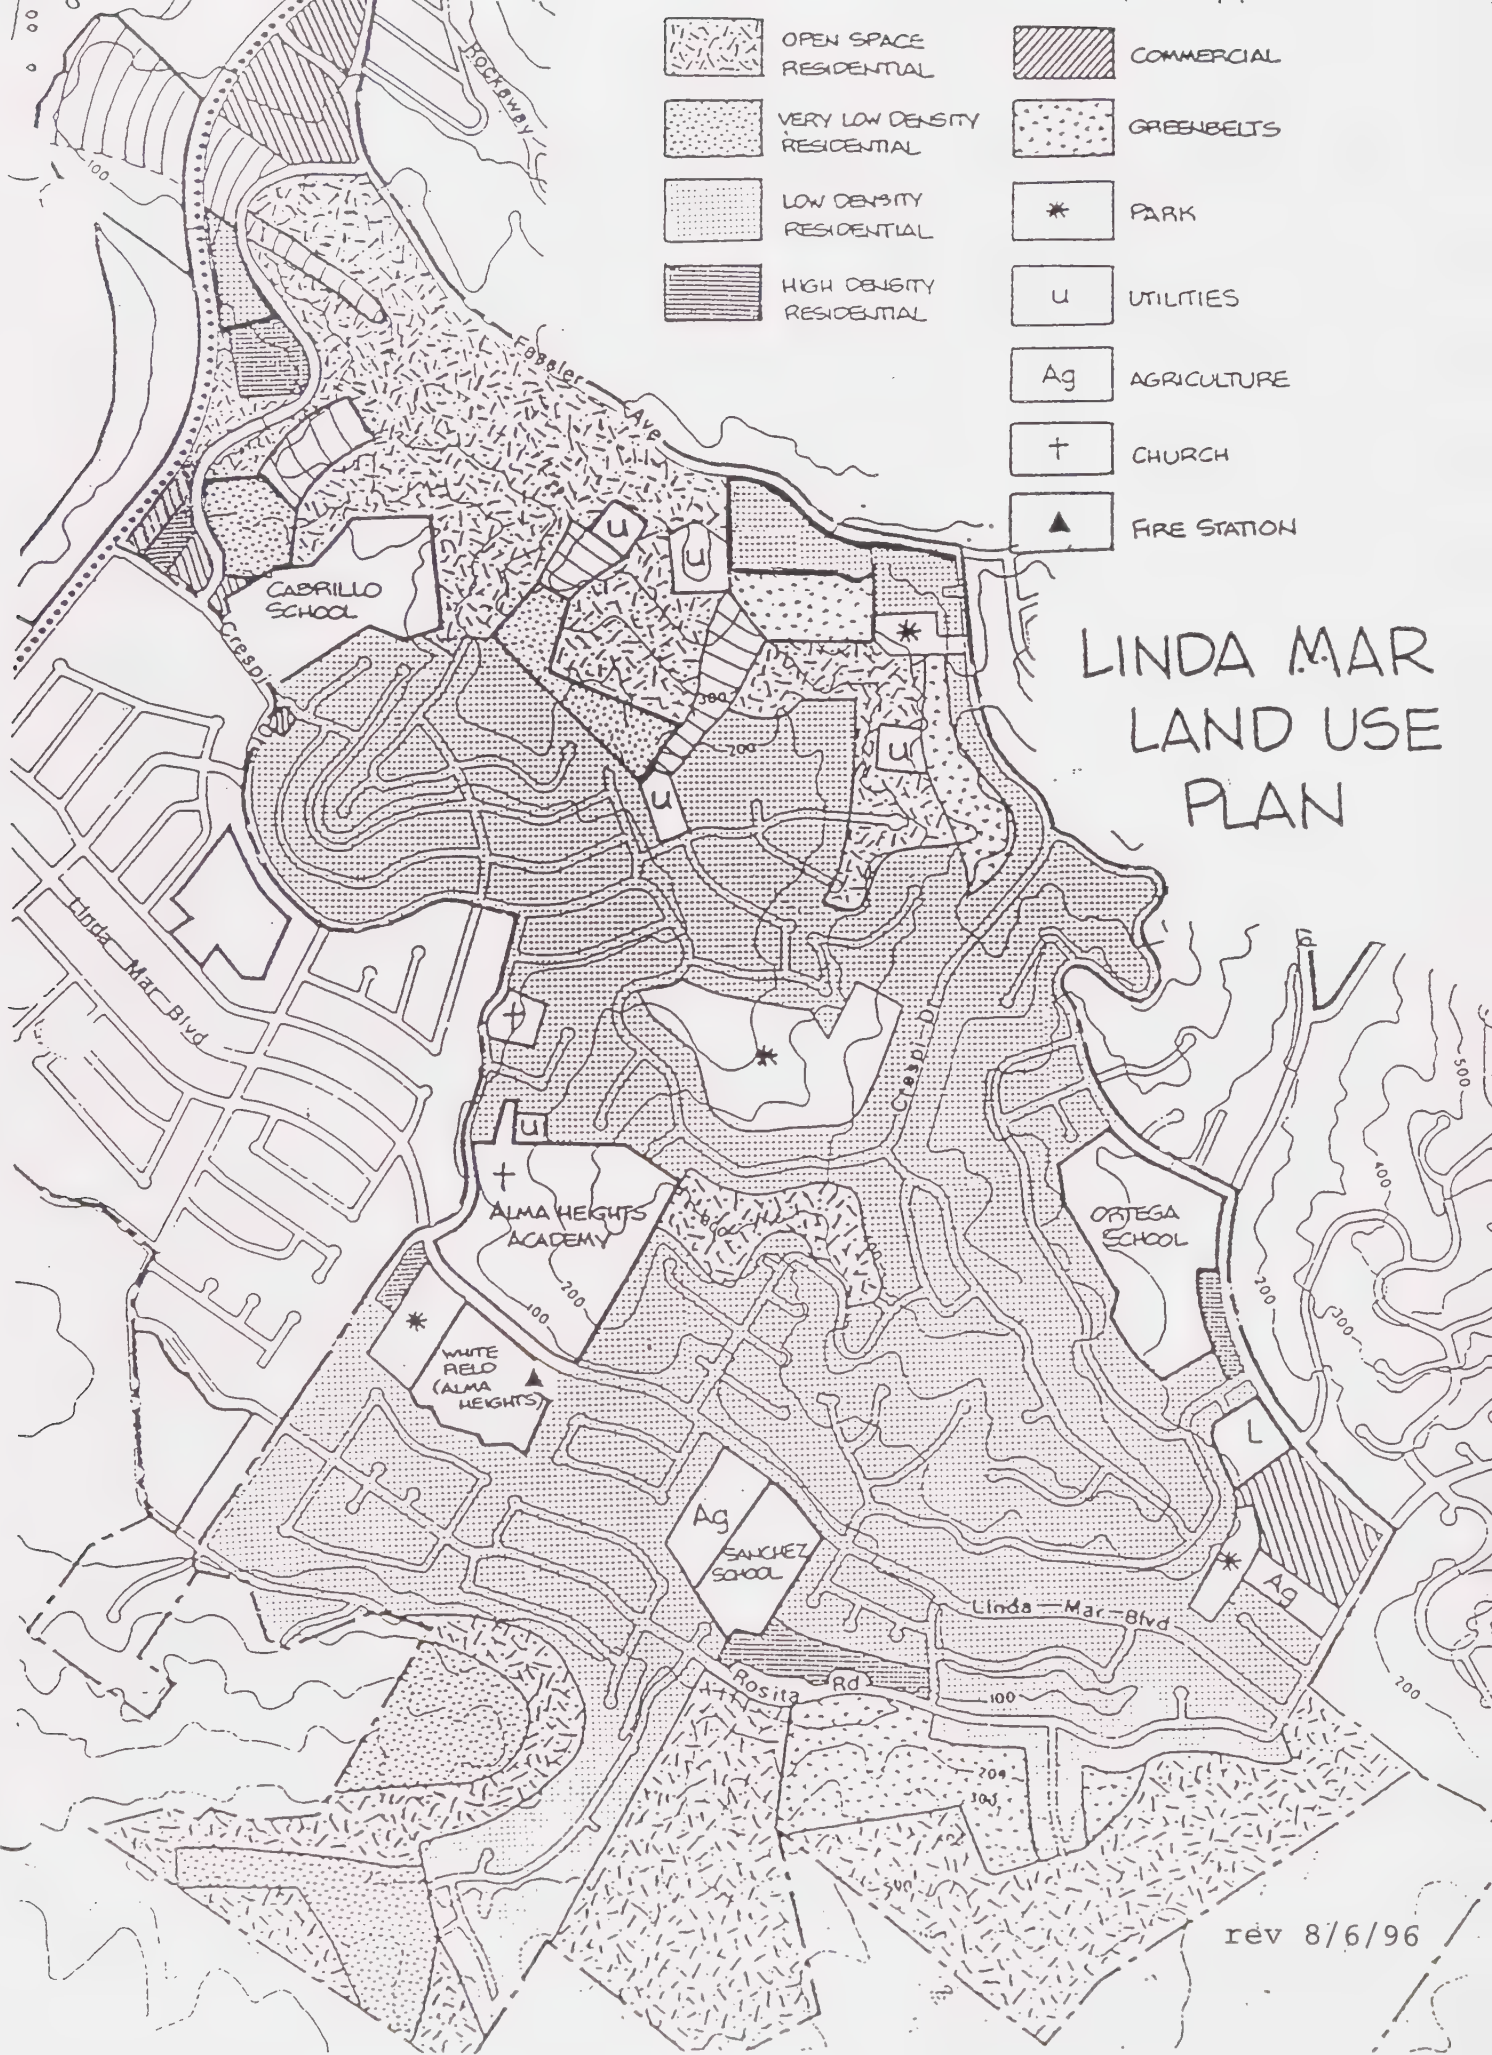 OPEN SPACE
RESIDENTIAL
VERY LOW DENSITY
RESIDENTIAL
LOW DENSITY
RESIDENTIAL
HIGH DENSITY
RESIDENTIAL
COMMERCIAL
GREENBELTS
PARK
u
UTILITIES
Ag
AGRICULTURE
CHURCH
FIRE STATION
LINDA MAR
LAND USE
PLAN
Rockaway
100
Fassler Ave
u
u
CABRILLO
SCHOOL
Crespi
300
200
u
u
Linda Mar Blvd
Crespi Dr
u
ALMA HEIGHTS
ACADEMY
200
100
ORTEGA
SCHOOL
500
400
200
300
WHITE
FIELD
(ALMA
HEIGHTS)
L
Ag
SANCHEZ
SCHOOL
Ag
Linda Mar Blvd
Rosita Rd
100
200
200
300
500
rev 8/6/96